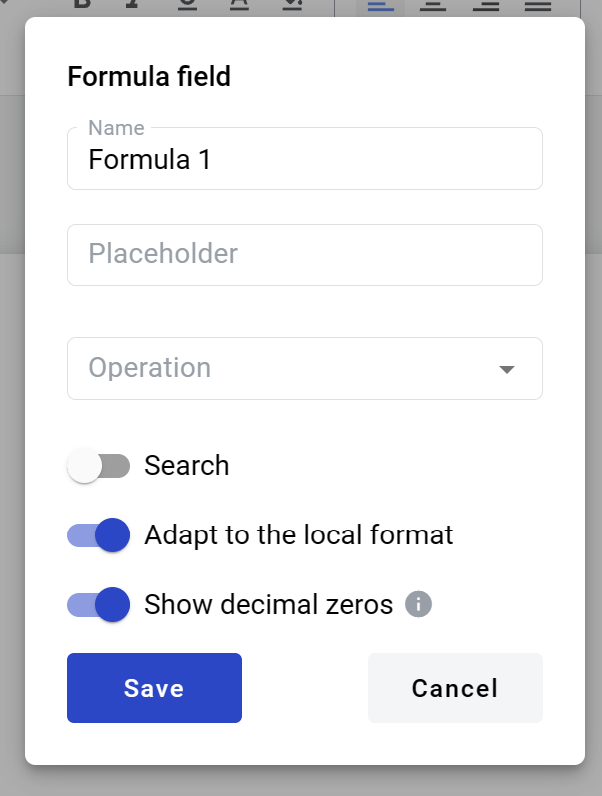 Formula field
Name
Formula 1
Placeholder
Operation
Search
Adapt to the local format
Show decimal zeros
Save
Cancel